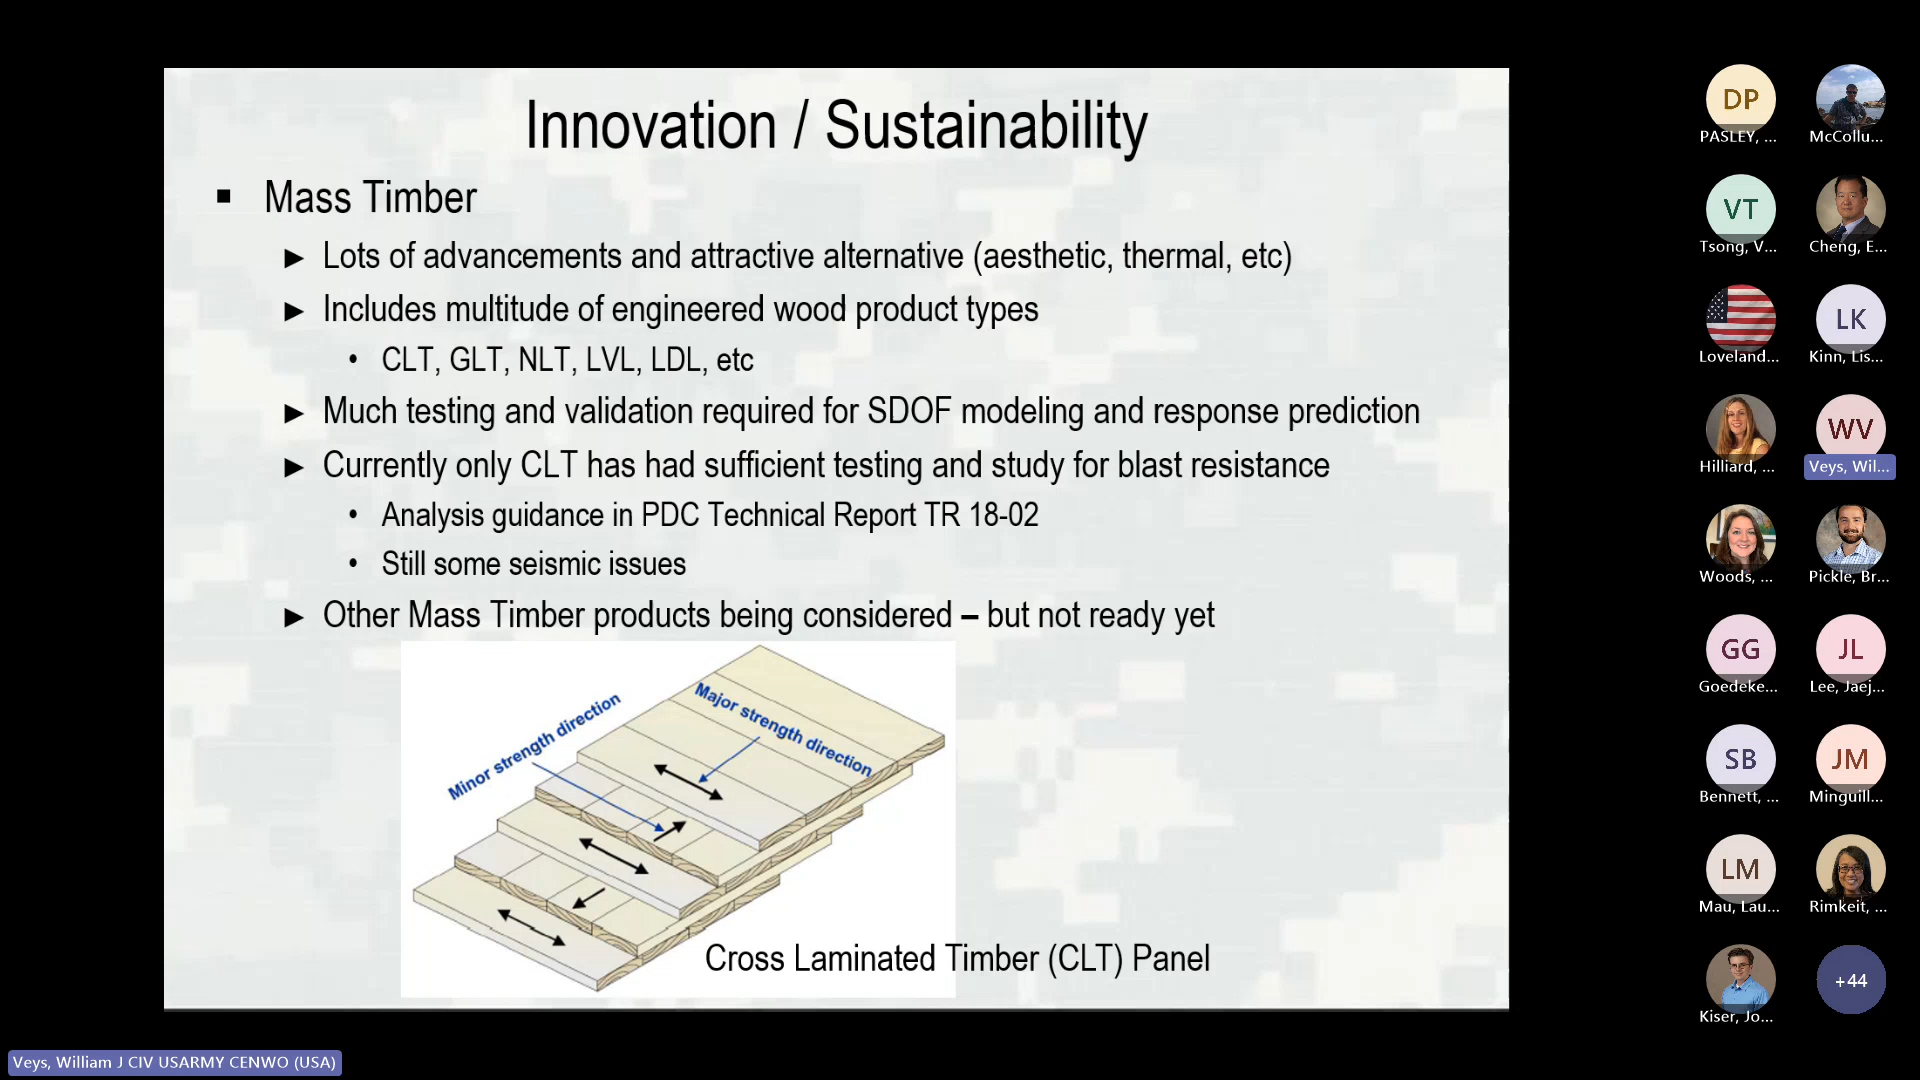 Innovation / Sustainability
▪ Mass Timber
► Lots of advancements and attractive alternative (aesthetic, thermal, etc)
► Includes multitude of engineered wood product types
• CLT, GLT, NLT, LVL, LDL, etc
► Much testing and validation required for SDOF modeling and response prediction
► Currently only CLT has had sufficient testing and study for blast resistance
• Analysis guidance in PDC Technical Report TR 18-02
• Still some seismic issues
► Other Mass Timber products being considered – but not ready yet
Minor strength direction
Major strength direction
Cross Laminated Timber (CLT) Panel
DP
PASLEY, ...
McCollu...
VT
Tsong, V...
Cheng, E...
Loveland...
LK
Kinn, Lis...
Hilliard, ...
WV
Veys, Wil...
Woods, ...
Pickle, Br...
GG
Goedeke...
JL
Lee, Jaej...
SB
Bennett, ...
JM
Minguill...
LM
Mau, Lau...
Rimkeit, ...
Kiser, Jo...
+44
Veys, William J CIV USARMY CENWO (USA)